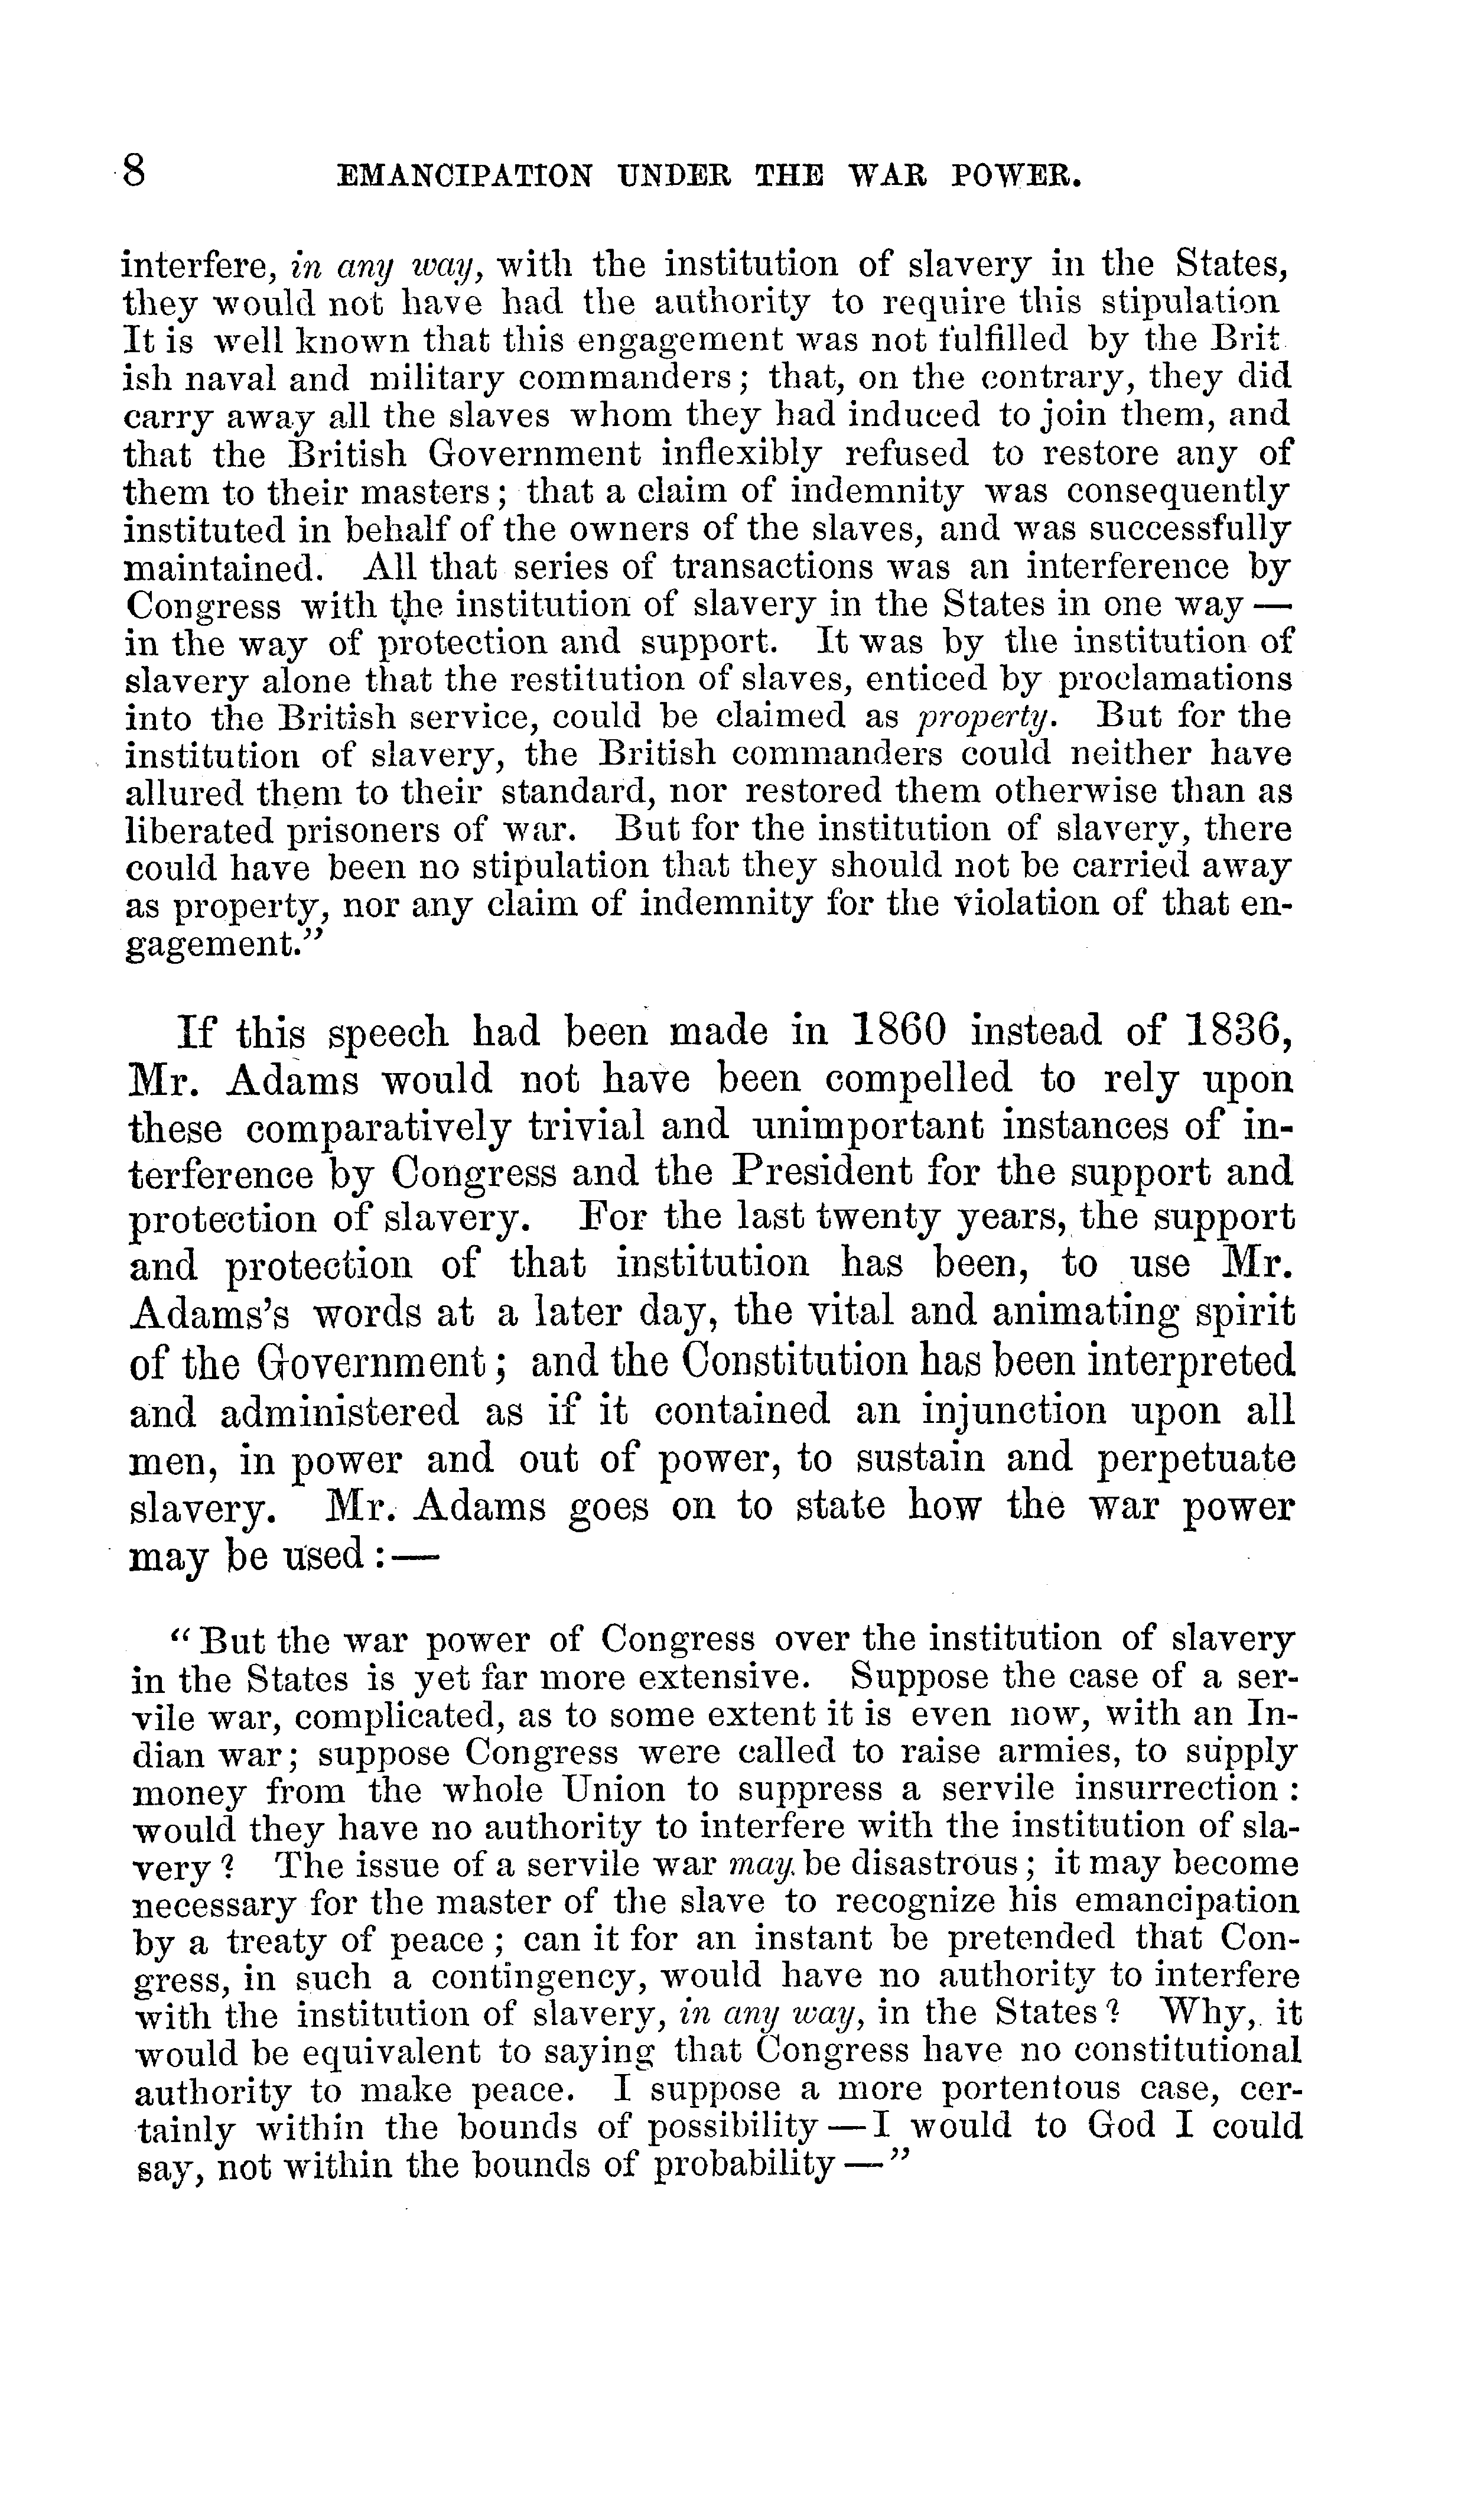 8 EMANCIPATION UNDER THE WAR POWER.
interfere, in any way, with the institution of slavery in the States,
they would not have had the authority to require this stipulation
It is well known that this engagement was not fulfilled by the Brit
ish naval and military commanders; that, on the contrary, they did
carry away all the slaves whom they had induced to join them, and
that the British Government inflexibly refused to restore any of
them to their masters; that a claim of indemnity was consequently
instituted in behalf of the owners of the slaves, and was successfully
maintained. All that series of transactions was an interference by
Congress with the institution of slavery in the States in one way —
in the way of protection and support. It was by the institution of
slavery alone that the restitution of slaves, enticed by proclamations
into the British service, could be claimed as property. But for the
institution of slavery, the British commanders could neither have
allured them to their standard, nor restored them otherwise than as
liberated prisoners of war. But for the institution of slavery, there
could have been no stipulation that they should not be carried away
as property, nor any claim of indemnity for the violation of that en-
gagement."
If this speech had been made in 1860 instead of 1836,
Mr. Adams would not have been compelled to rely upon
these comparatively trivial and unimportant instances of in-
terference by Congress and the President for the support and
protection of slavery. For the last twenty years, the support
and protection of that institution has been, to use Mr.
Adams's words at a later day, the vital and animating spirit
of the Government; and the Constitution has been interpreted
and administered as if it contained an injunction upon all
men, in power and out of power, to sustain and perpetuate
slavery. Mr. Adams goes on to state how the war power
may be used:—
"But the war power of Congress over the institution of slavery
in the States is yet far more extensive. Suppose the case of a ser-
vile war, complicated, as to some extent it is even now, with an In-
dian war; suppose Congress were called to raise armies, to supply
money from the whole Union to suppress a servile insurrection:
would they have no authority to interfere with the institution of sla-
very? The issue of a servile war may be disastrous; it may become
necessary for the master of the slave to recognize his emancipation
by a treaty of peace; can it for an instant be pretended that Con-
gress, in such a contingency, would have no authority to interfere
with the institution of slavery, in any way, in the States? Why, it
would be equivalent to saying that Congress have no constitutional
authority to make peace. I suppose a more portentous case, cer-
tainly within the bounds of possibility — I would to God I could
say, not within the bounds of probability —"